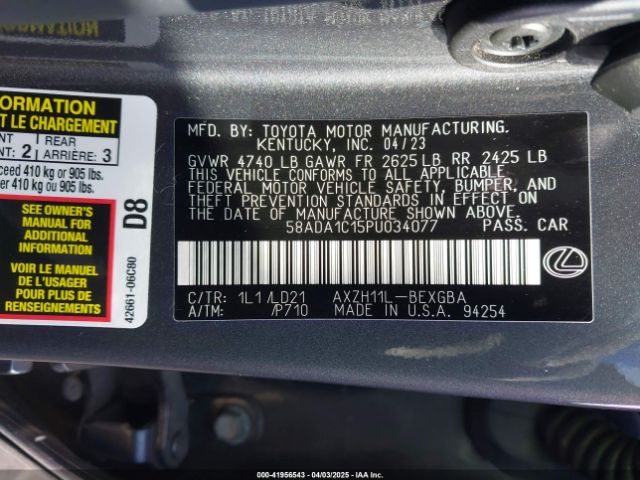 NOITAM
ORMATION
T LE CHARGEMENT
NT REAR
NT: 2 ARRIÈRE: 3
exceed 410 kg or 905 lbs.
er 410 kg ou 905 lbs.
SEE OWNER'S
MANUAL FOR
ADDITIONAL
INFORMATION
VOIR LE MANUEL
DE L'USAGER
POUR PLUS DE
RENSEIGNEMENTS
D8
42661-06C80
MFD. BY: TOYOTA MOTOR MANUFACTURING.
KENTUCKY, INC. 04/23
GVWR 4740 LB GAWR FR 2625 LB RR 2425 LB
THIS VEHICLE CONFORMS TO ALL APPLICABLE
FEDERAL MOTOR VEHICLE SAFETY, BUMPER, AND
THEFT PREVENTION STANDARDS IN EFFECT ON
THE DATE OF MANUFACTURE SHOWN ABOVE.
58ADA1C15PU034077 PASS. CAR
C/TR: 1L1 /LD21 AXZH11L-BEXGBA
A/TM: /P710 MADE IN U.S.A. 94254
000-41956543 - 04/03/2025 - IAAI.COM